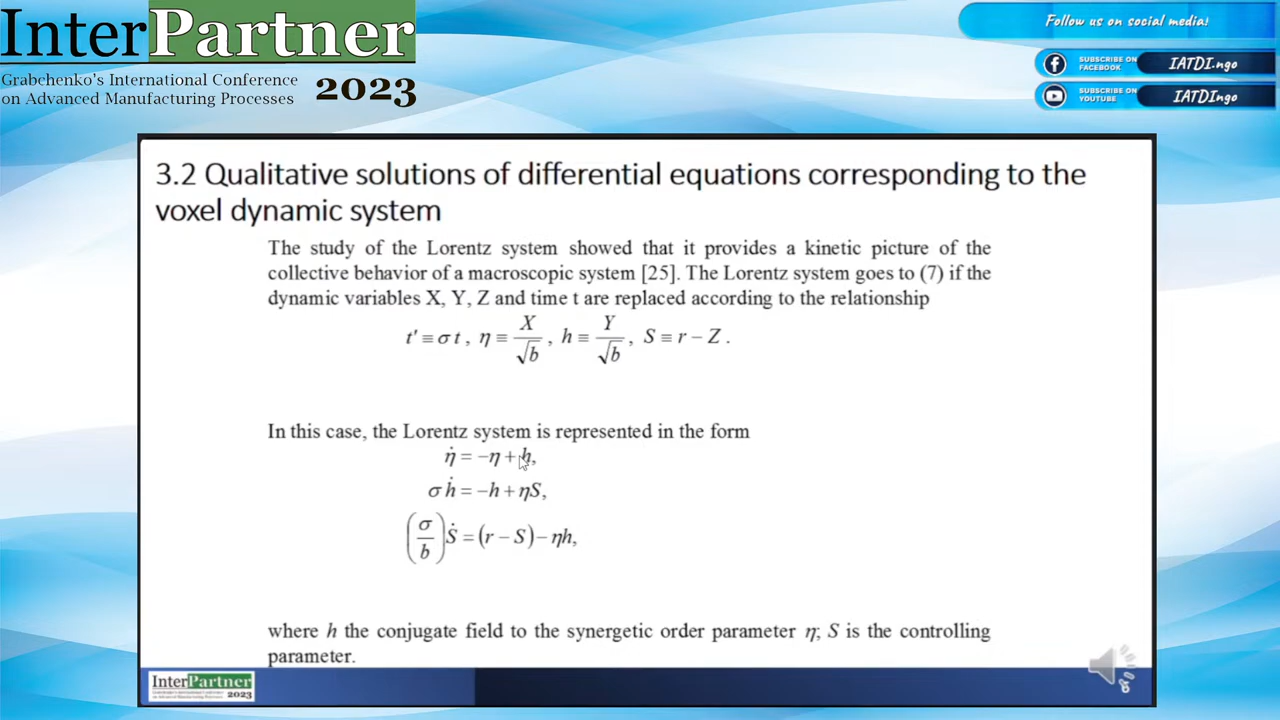 InterPartner
Grabchenko's International Conference
on Advanced Manufacturing Processes 2023
Follow us on social media!
SUBSCRIBE ON FACEBOOK IATDI.ngo
SUBSCRIBE ON YOUTUBE IATDIngo
3.2 Qualitative solutions of differential equations corresponding to the
voxel dynamic system
The study of the Lorentz system showed that it provides a kinetic picture of the
collective behavior of a macroscopic system [25]. The Lorentz system goes to (7) if the
dynamic variables X, Y, Z and time t are replaced according to the relationship
t′ ≡ σt, η ≡ X/√b, h ≡ Y/√b, S ≡ r − Z.
In this case, the Lorentz system is represented in the form
η̇ = −η + h,
σḣ = −h + ηS,
(σ/b)Ṡ = (r − S) − ηh,
where h the conjugate field to the synergetic order parameter η; S is the controlling
parameter.
InterPartner
2023